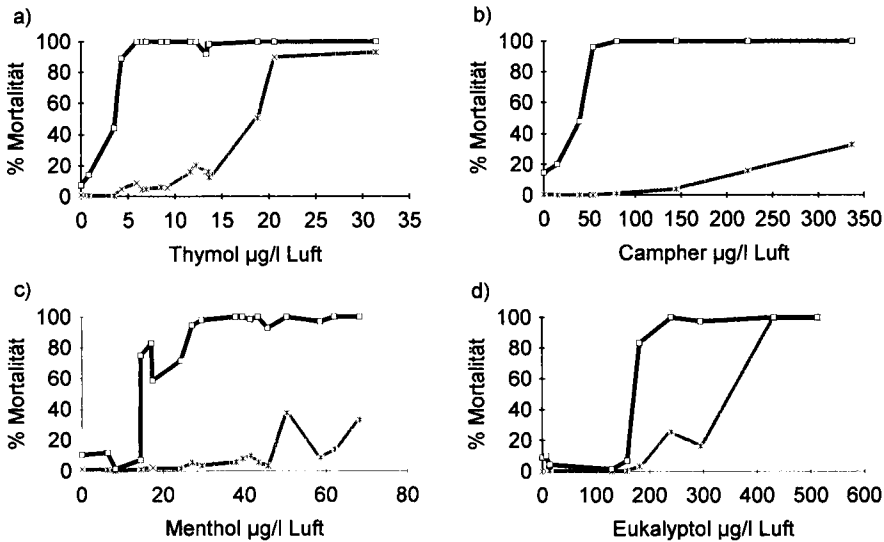 a)
% Mortalität
100
80
60
40
20
0
0 5 10 15 20 25 30 35
Thymol µg/l Luft
b)
% Mortalität
100
80
60
40
20
0
0 50 100 150 200 250 300 350
Campher µg/l Luft
c)
% Mortalität
100
80
60
40
20
0
0 20 40 60 80
Menthol µg/l Luft
d)
% Mortalität
100
80
60
40
20
0
0 100 200 300 400 500 600
Eukalyptol µg/l Luft